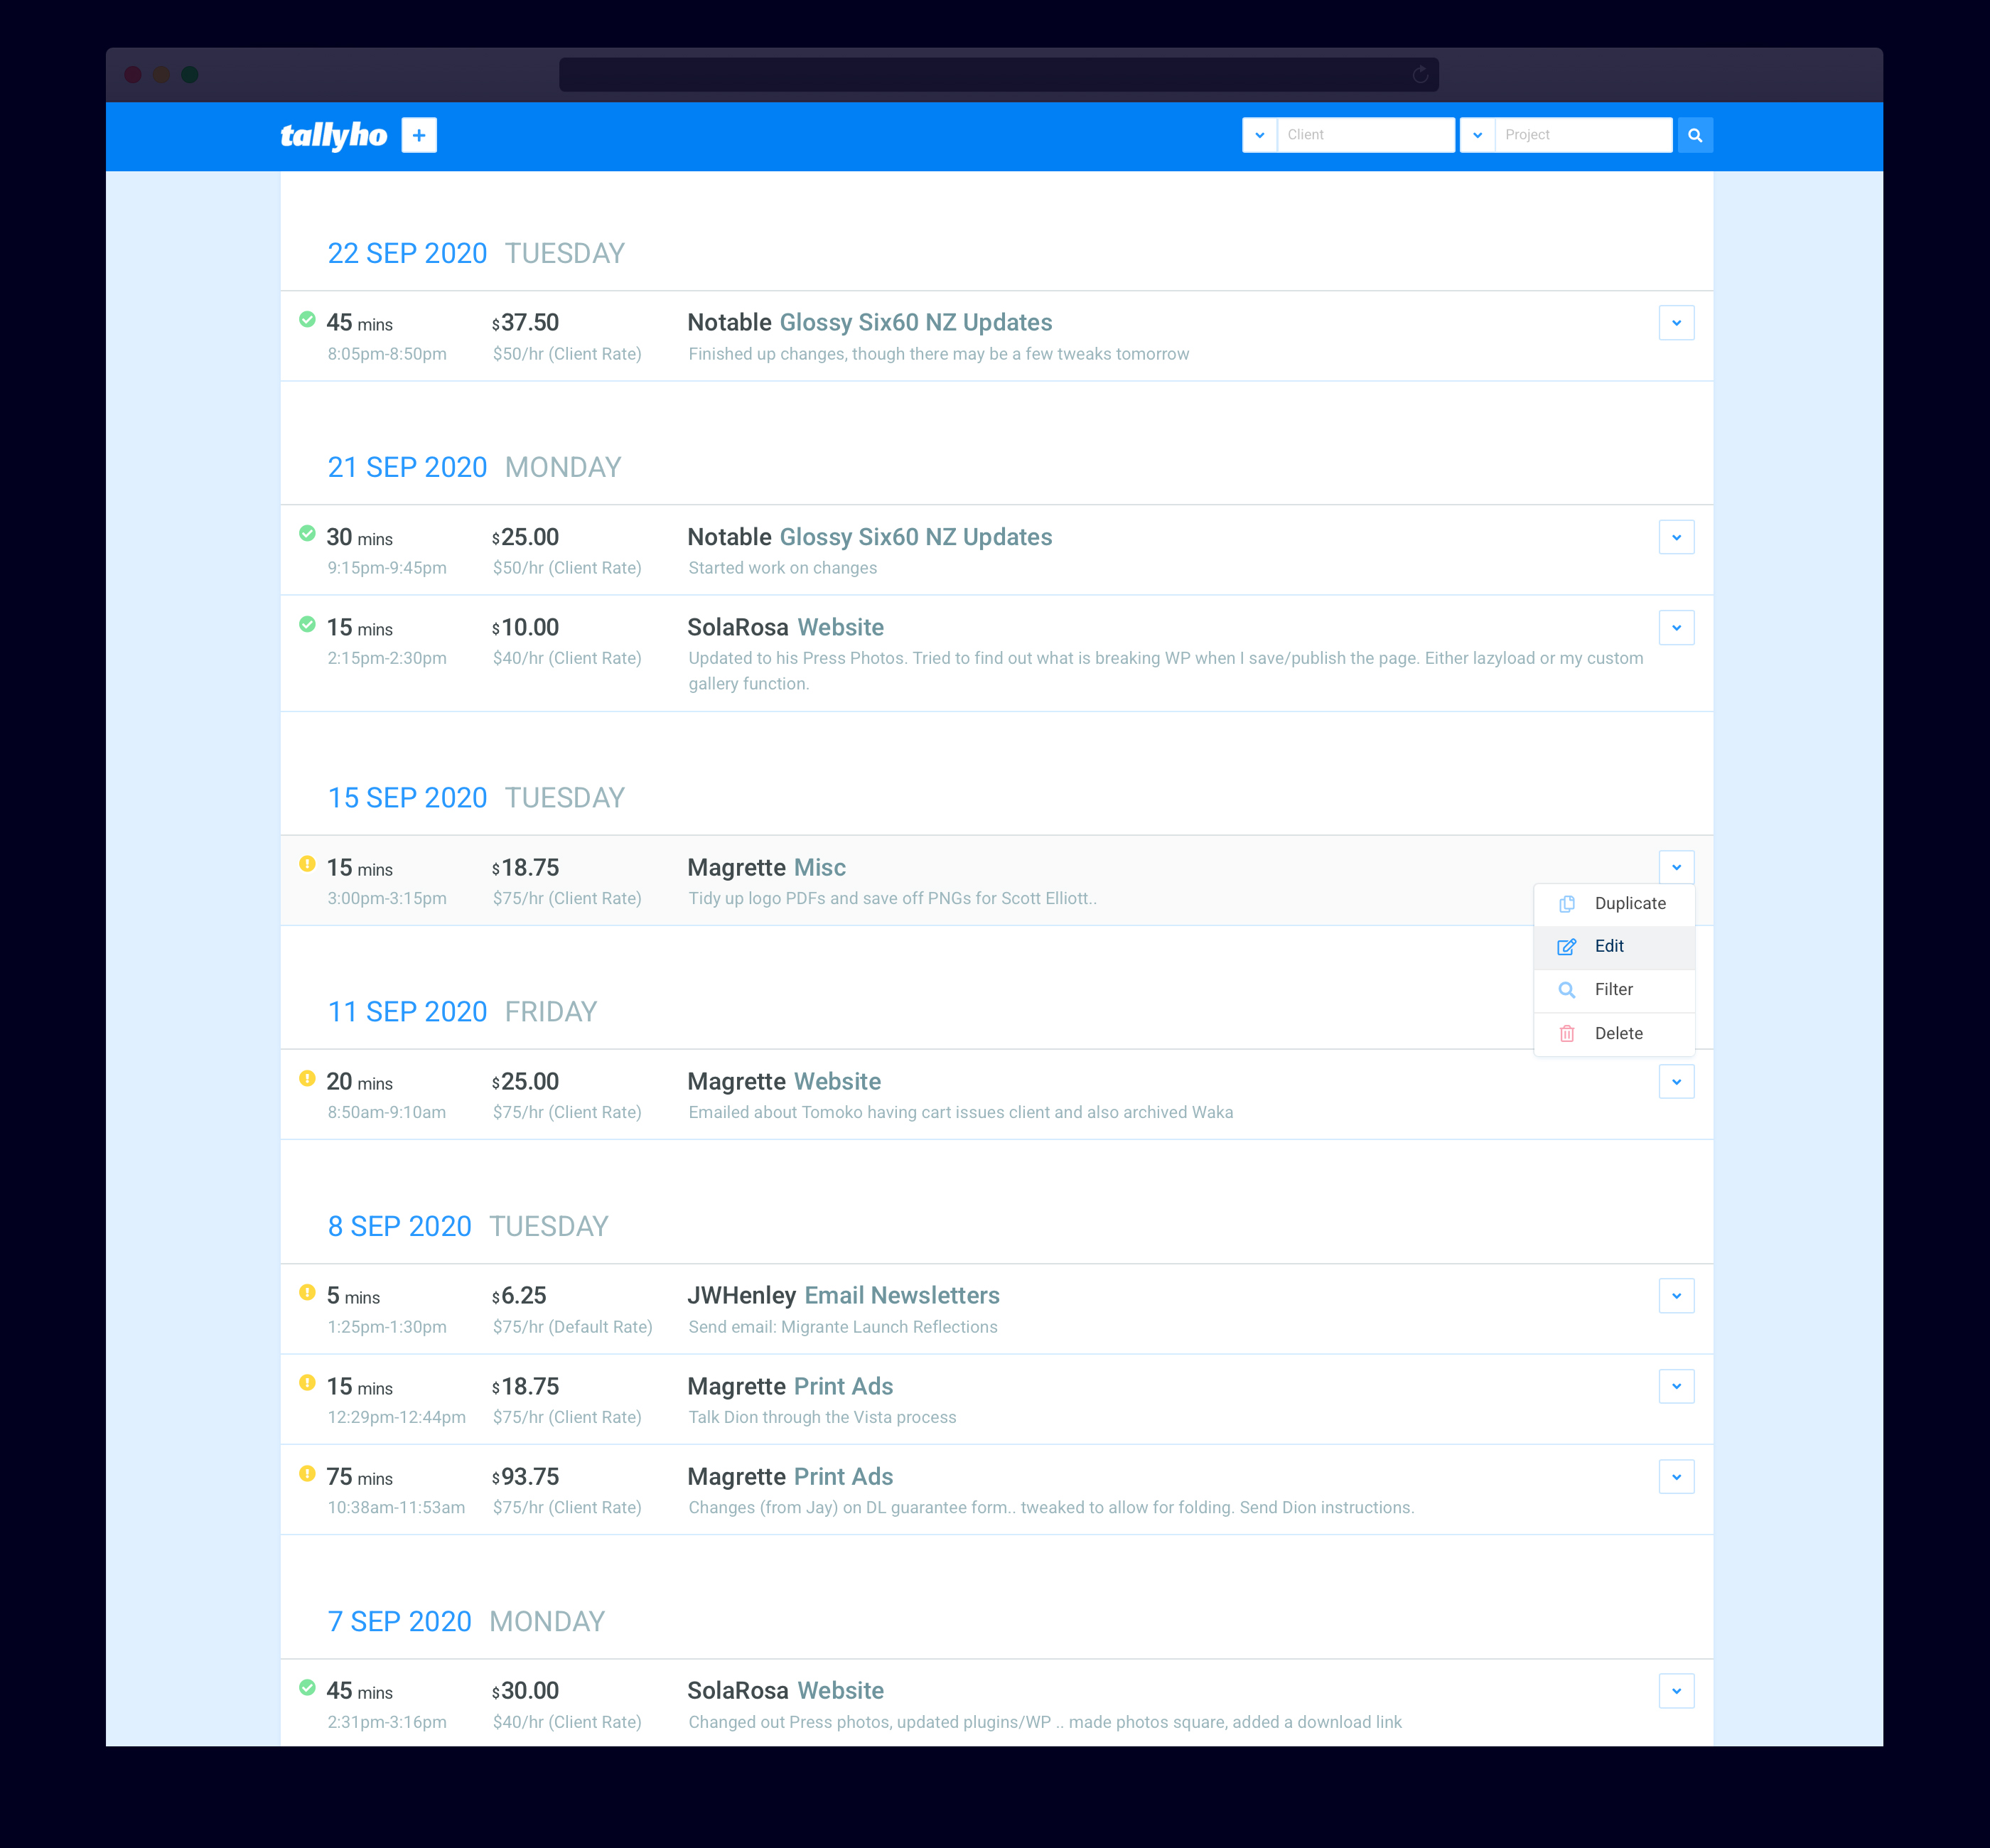 tallyho +
Client
Project
22 SEP 2020 TUESDAY
45 mins $37.50 Notable Glossy Six60 NZ Updates
8:05pm-8:50pm $50/hr (Client Rate) Finished up changes, though there may be a few tweaks tomorrow
21 SEP 2020 MONDAY
30 mins $25.00 Notable Glossy Six60 NZ Updates
9:15pm-9:45pm $50/hr (Client Rate) Started work on changes
15 mins $10.00 SolaRosa Website
2:15pm-2:30pm $40/hr (Client Rate) Updated to his Press Photos. Tried to find out what is breaking WP when I save/publish the page. Either lazyload or my custom
gallery function.
15 SEP 2020 TUESDAY
15 mins $18.75 Magrette Misc
3:00pm-3:15pm $75/hr (Client Rate) Tidy up logo PDFs and save off PNGs for Scott Elliott..
Duplicate
Edit
Filter
Delete
11 SEP 2020 FRIDAY
20 mins $25.00 Magrette Website
8:50am-9:10am $75/hr (Client Rate) Emailed about Tomoko having cart issues client and also archived Waka
8 SEP 2020 TUESDAY
5 mins $6.25 JWHenley Email Newsletters
1:25pm-1:30pm $75/hr (Default Rate) Send email: Migrante Launch Reflections
15 mins $18.75 Magrette Print Ads
12:29pm-12:44pm $75/hr (Client Rate) Talk Dion through the Vista process
75 mins $93.75 Magrette Print Ads
10:38am-11:53am $75/hr (Client Rate) Changes (from Jay) on DL guarantee form.. tweaked to allow for folding. Send Dion instructions.
7 SEP 2020 MONDAY
45 mins $30.00 SolaRosa Website
2:31pm-3:16pm $40/hr (Client Rate) Changed out Press photos, updated plugins/WP .. made photos square, added a download link